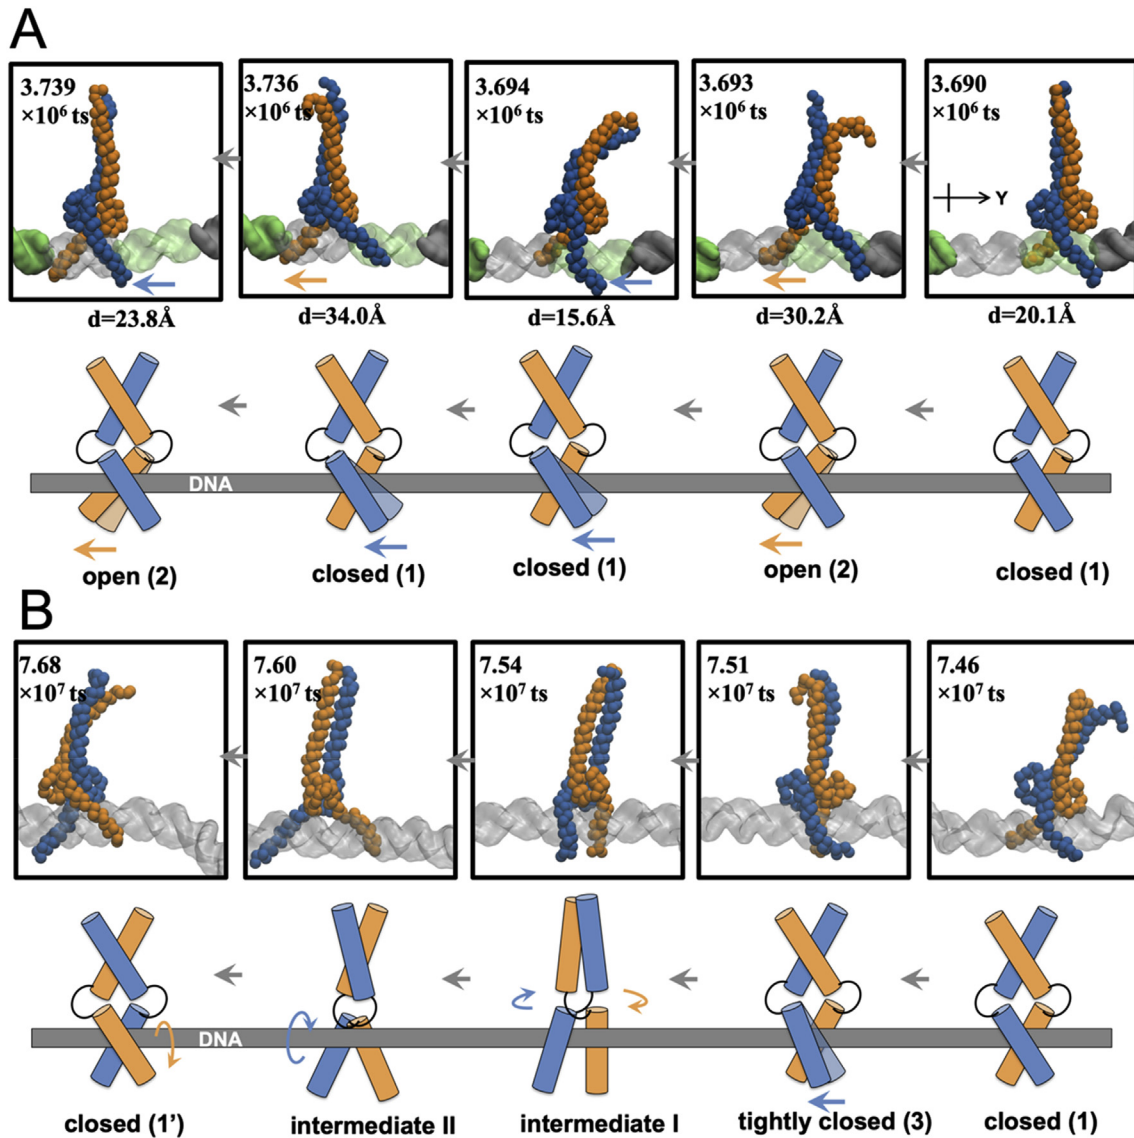 A
3.739
×10⁶ ts
3.736
×10⁶ ts
3.694
×10⁶ ts
3.693
×10⁶ ts
3.690
×10⁶ ts
Y
d=23.8Å
d=34.0Å
d=15.6Å
d=30.2Å
d=20.1Å
DNA
open (2)
closed (1)
closed (1)
open (2)
closed (1)
B
7.68
×10⁷ ts
7.60
×10⁷ ts
7.54
×10⁷ ts
7.51
×10⁷ ts
7.46
×10⁷ ts
DNA
closed (1’)
intermediate II
intermediate I
tightly closed (3)
closed (1)